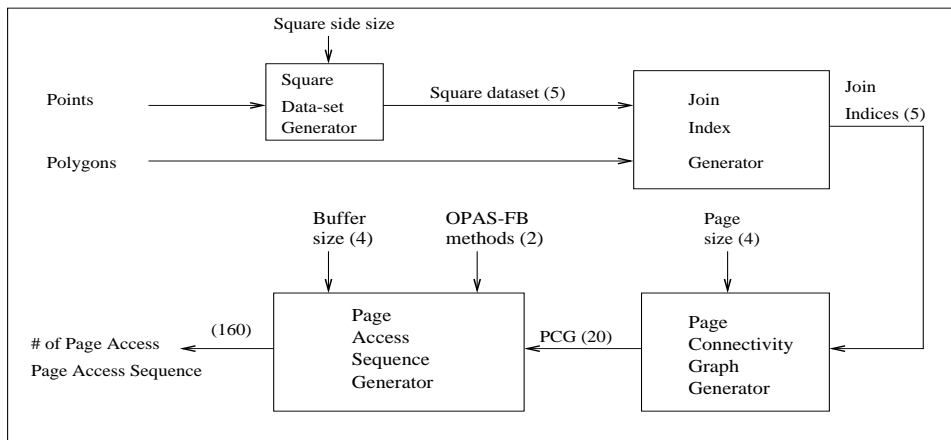 Square side size
Points
Square
Data-set
Generator
Square dataset (5)
Join
Index
Generator
Join
Indices (5)
Polygons
Buffer
size (4)
OPAS-FB
methods (2)
Page
size (4)
# of Page Access
Page Access Sequence
(160)
Page
Access
Sequence
Generator
PCG (20)
Page
Connectivity
Graph
Generator